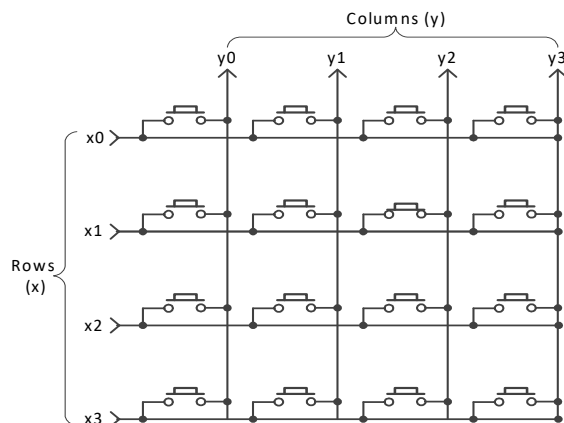 Columns (y)
y0 y1 y2 y3
x0
x1
Rows
(x)
x2
x3